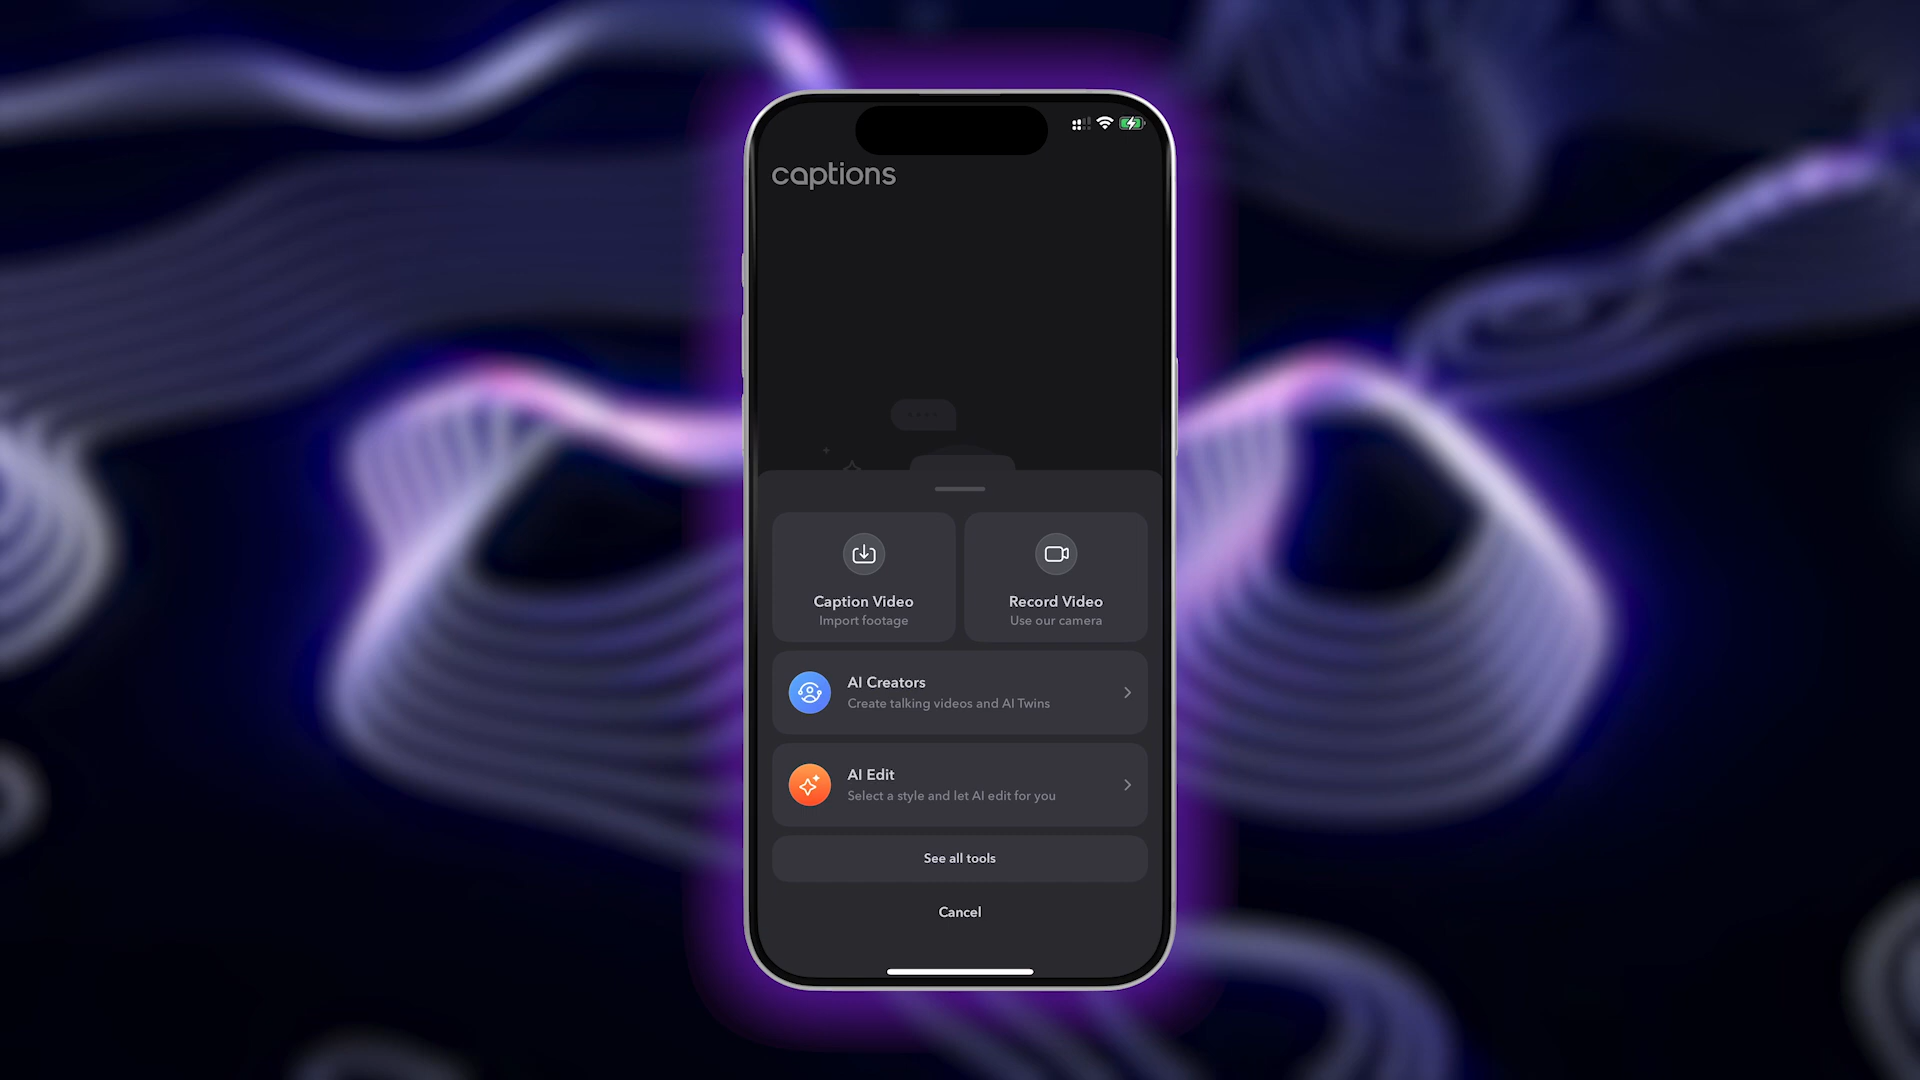 captions
Caption Video
Import footage
Record Video
Use our camera
AI Creators
Create talking videos and AI Twins
AI Edit
Select a style and let AI edit for you
See all tools
Cancel